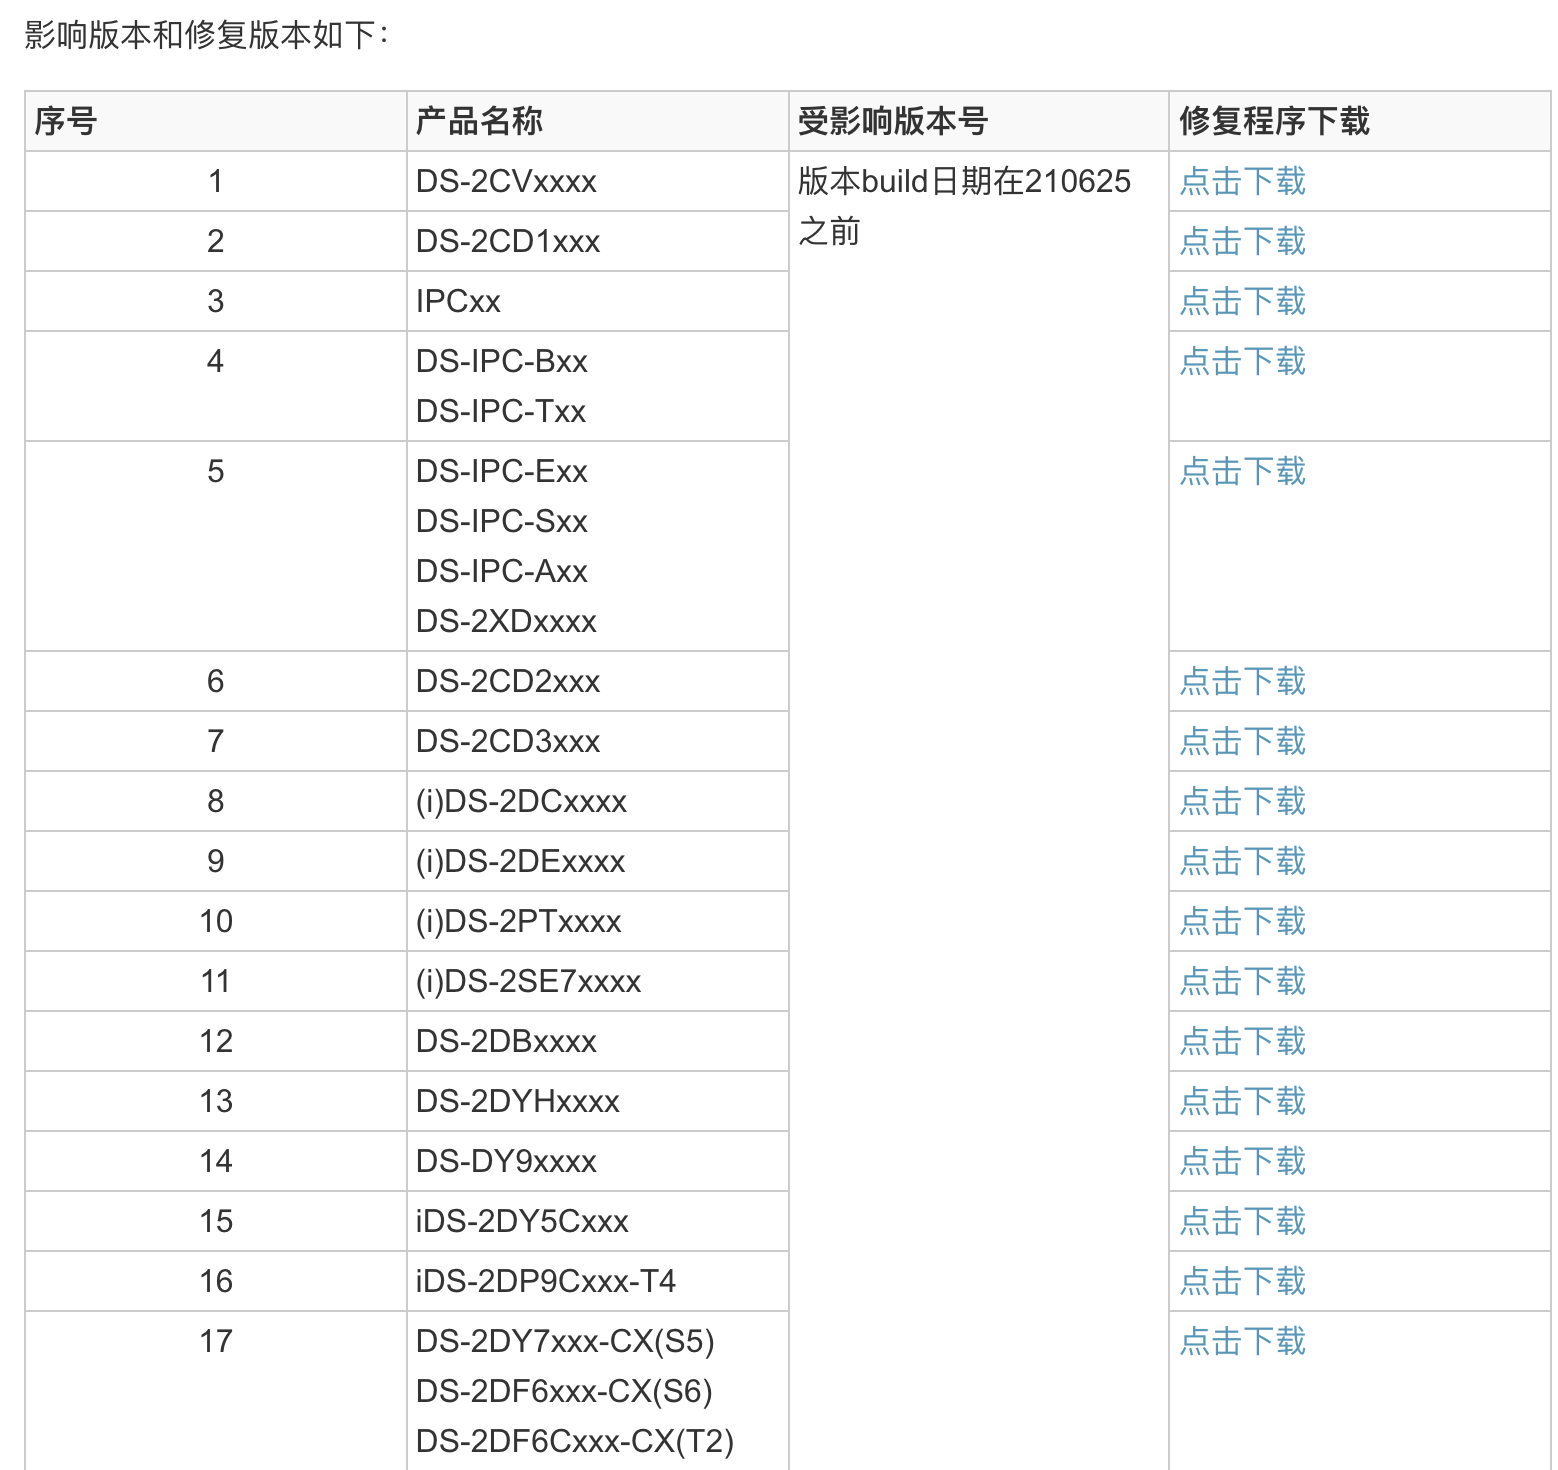 影响版本和修复版本如下：
序号 产品名称 受影响版本号 修复程序下载
1 DS-2CVxxxx 版本build日期在210625 点击下载
之前
2 DS-2CD1xxx 点击下载
3 IPCxx 点击下载
4 DS-IPC-Bxx 点击下载
DS-IPC-Txx
5 DS-IPC-Exx 点击下载
DS-IPC-Sxx
DS-IPC-Axx
DS-2XDxxxx
6 DS-2CD2xxx 点击下载
7 DS-2CD3xxx 点击下载
8 (i)DS-2DCxxxx 点击下载
9 (i)DS-2DExxxx 点击下载
10 (i)DS-2PTxxxx 点击下载
11 (i)DS-2SE7xxxx 点击下载
12 DS-2DBxxxx 点击下载
13 DS-2DYHxxxx 点击下载
14 DS-DY9xxxx 点击下载
15 iDS-2DY5Cxxx 点击下载
16 iDS-2DP9Cxxx-T4 点击下载
17 DS-2DY7xxx-CX(S5) 点击下载
DS-2DF6xxx-CX(S6)
DS-2DF6Cxxx-CX(T2)